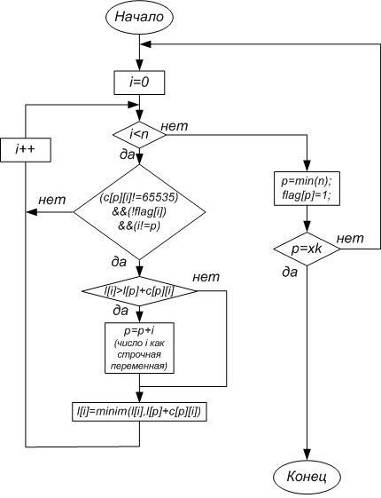 Начало
i=0
i<n
нет
да
i++
(c[p][i]!=65535)
&&(!flag[i])
&&(i!=p)
нет
да
p=min(n);
flag[p]=1;
p=xk
нет
да
l[i]>l[p]+c[p][i]
нет
да
p=p+i
(число i как
строчная
переменная)
l[i]=minim(l[i],l[p]+c[p][i])
Конец